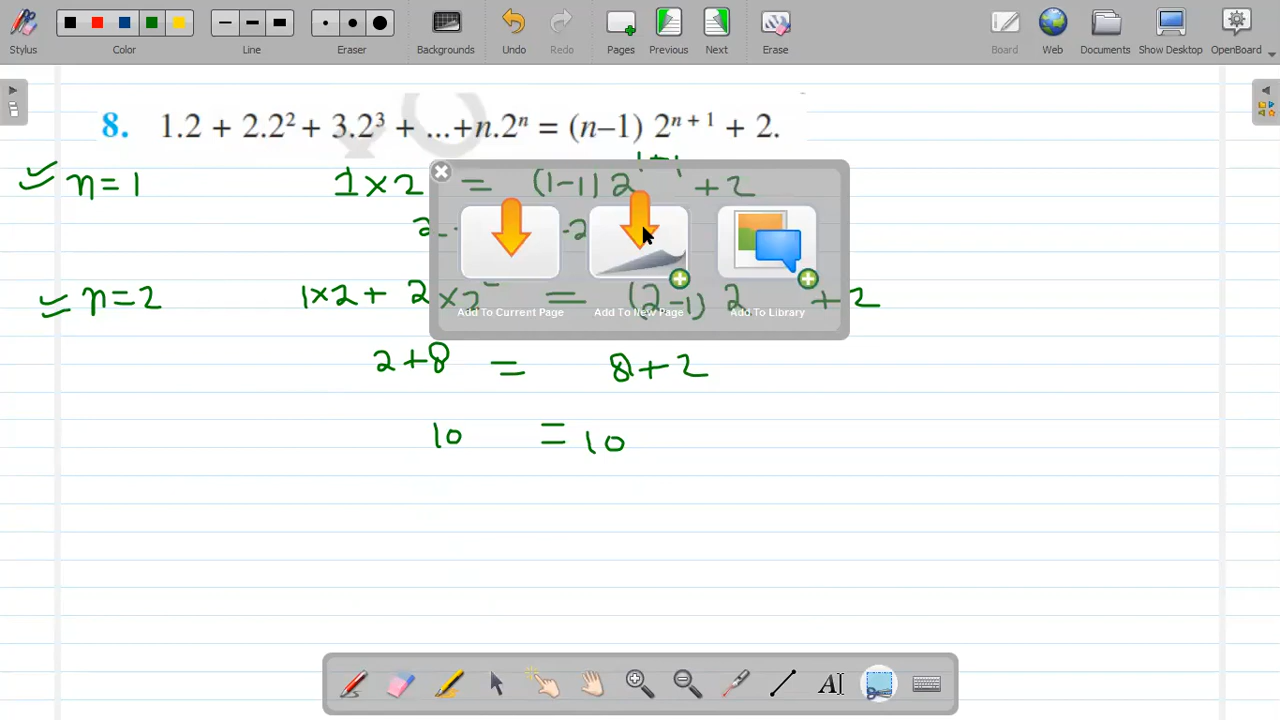 Stylus
Color
Line
Eraser
Backgrounds
Undo
Redo
Pages
Previous
Next
Erase
Board
Web
Documents
Show Desktop
OpenBoard
8. 1.2 + 2.2² + 3.2³ + ...+n.2ⁿ = (n–1) 2ⁿ⁺¹ + 2.
n=1 1×2 = (1-1) 2¹⁺¹ +2
2
n=2 1×2 + 2×2² = (2-1) 2 +2
Add To Current Page
Add To New Page
Add To Library
2+8 = 8+2
10 = 10